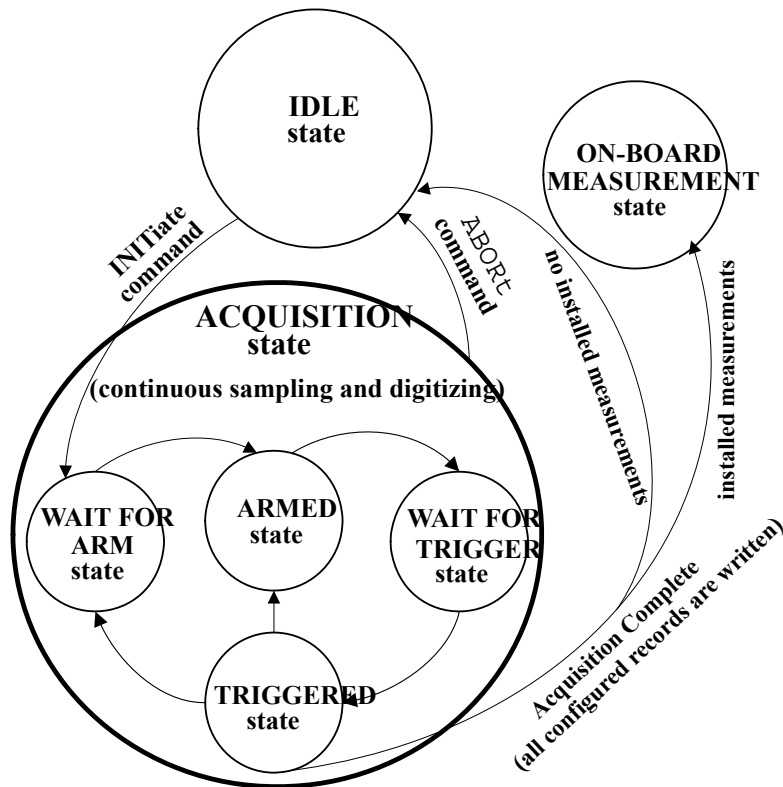 IDLE
state
ON-BOARD
MEASUREMENT
state
INITiate
command
ABORt
command
no installed measurements
installed measurements
ACQUISITION
state
(continuous sampling and digitizing)
WAIT FOR
ARM
state
ARMED
state
WAIT FOR
TRIGGER
state
TRIGGERED
state
Acquisition Complete
(all configured records are written)